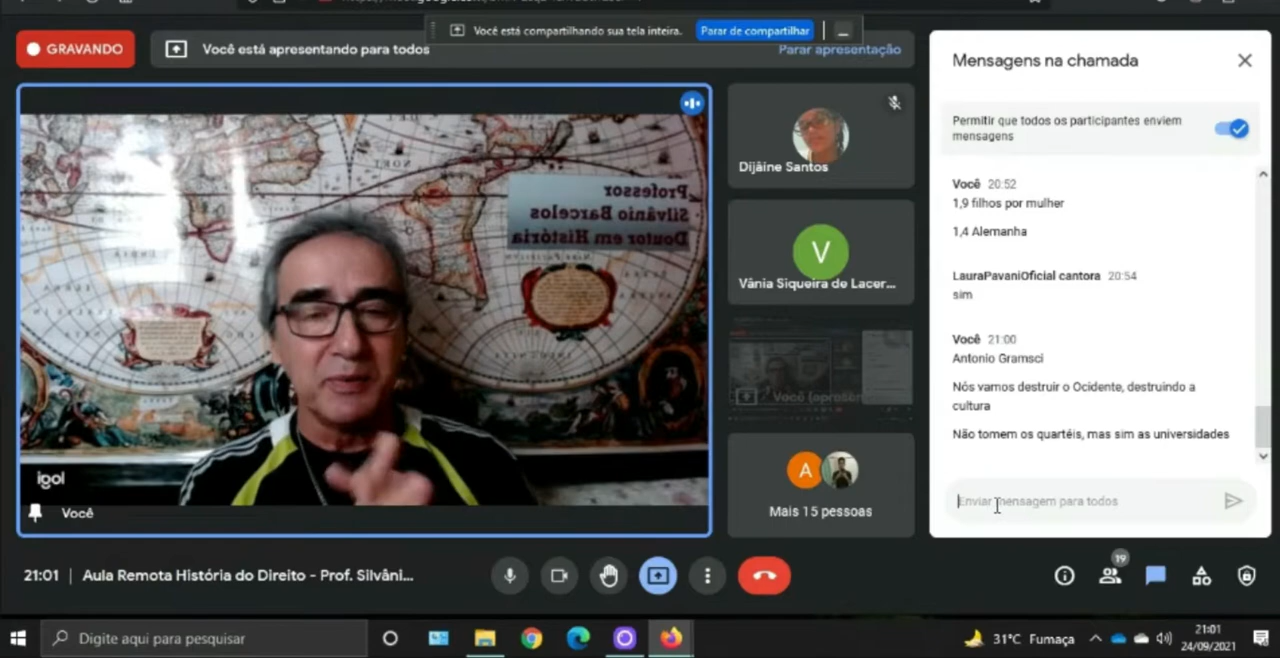 Você está compartilhando sua tela inteira.
Parar de compartilhar
GRAVANDO
Você está apresentando para todos
Parar apresentação
Professor
Silvânio Barcelos
Doutor em História
igol
Você
Dijâine Santos
V
Vânia Siqueira de Lacer...
A
Mais 15 pessoas
Mensagens na chamada
Permitir que todos os participantes enviem
mensagens
Você 20:52
1,9 filhos por mulher
1,4 Alemanha
LauraPavaniOficial cantora 20:54
sim
Você 21:00
Antonio Gramsci
Nós vamos destruir o Ocidente, destruindo a
cultura
Não tomem os quartéis, mas sim as universidades
Enviar mensagem para todos
21:01 | Aula Remota História do Direito - Prof. Silvâni...
19
Digite aqui para pesquisar
31°C Fumaça
21:01
24/09/2021